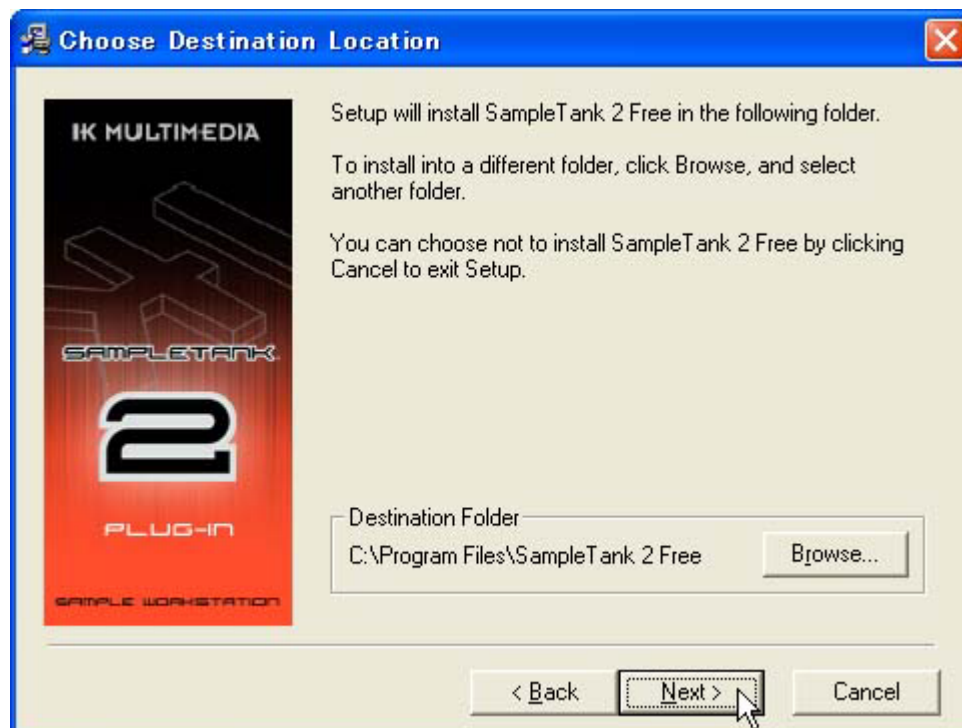 Choose Destination Location
IK MULTIMEDIA
SAMPLETANK
2
PLUG-IN
SAMPLE WORKSTATION
Setup will install SampleTank 2 Free in the following folder.
To install into a different folder, click Browse, and select
another folder.
You can choose not to install SampleTank 2 Free by clicking
Cancel to exit Setup.
Destination Folder
C:\Program Files\SampleTank 2 Free
Browse...
< Back
Next >
Cancel